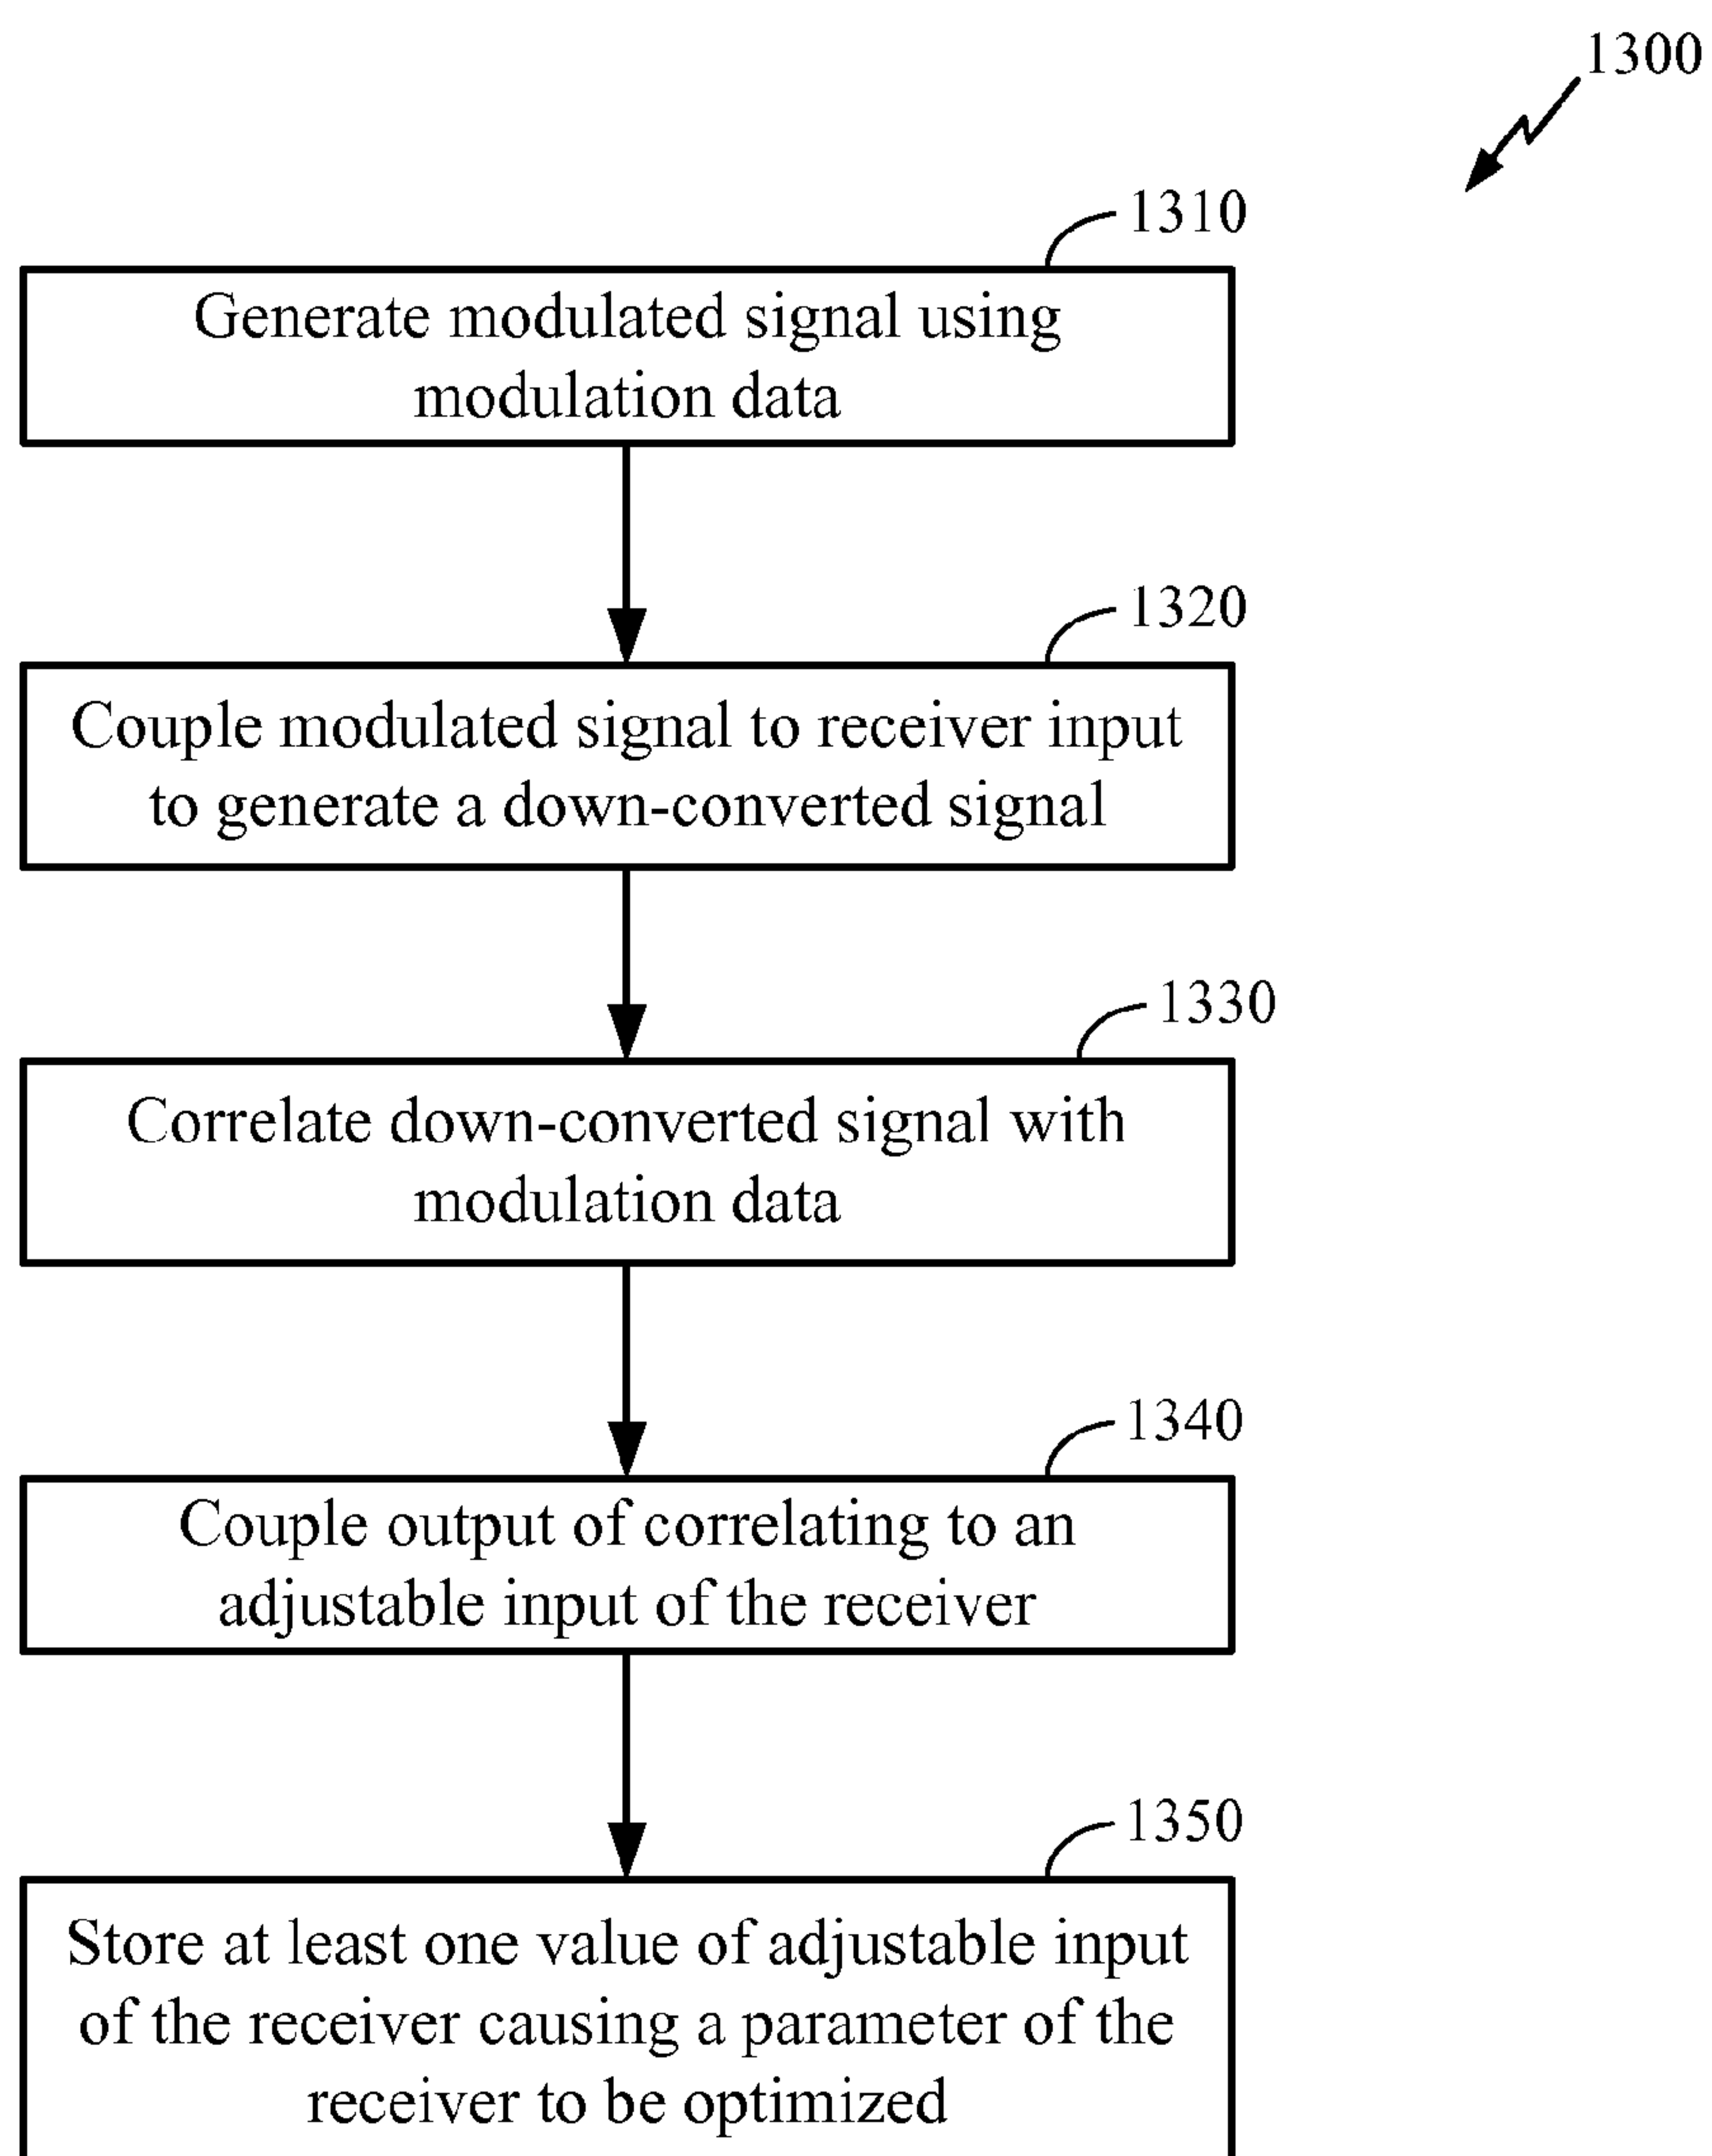 1300
1310
Generate modulated signal using
modulation data
1320
Couple modulated signal to receiver input
to generate a down-converted signal
1330
Correlate down-converted signal with
modulation data
1340
Couple output of correlating to an
adjustable input of the receiver
1350
Store at least one value of adjustable input
of the receiver causing a parameter of the
receiver to be optimized